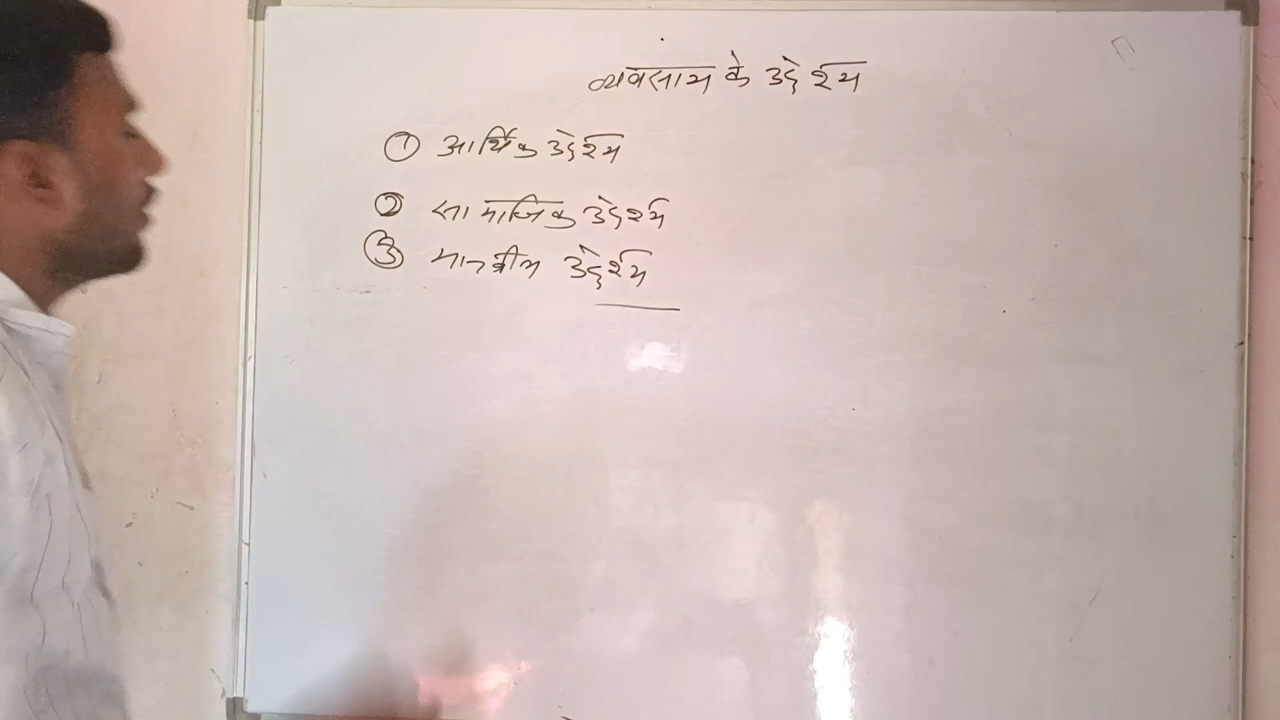 व्यवसाय के उद्देश्य
① आर्थिक उद्देश्य
② सामाजिक उद्देश्य
③ मानवीय उद्देश्य